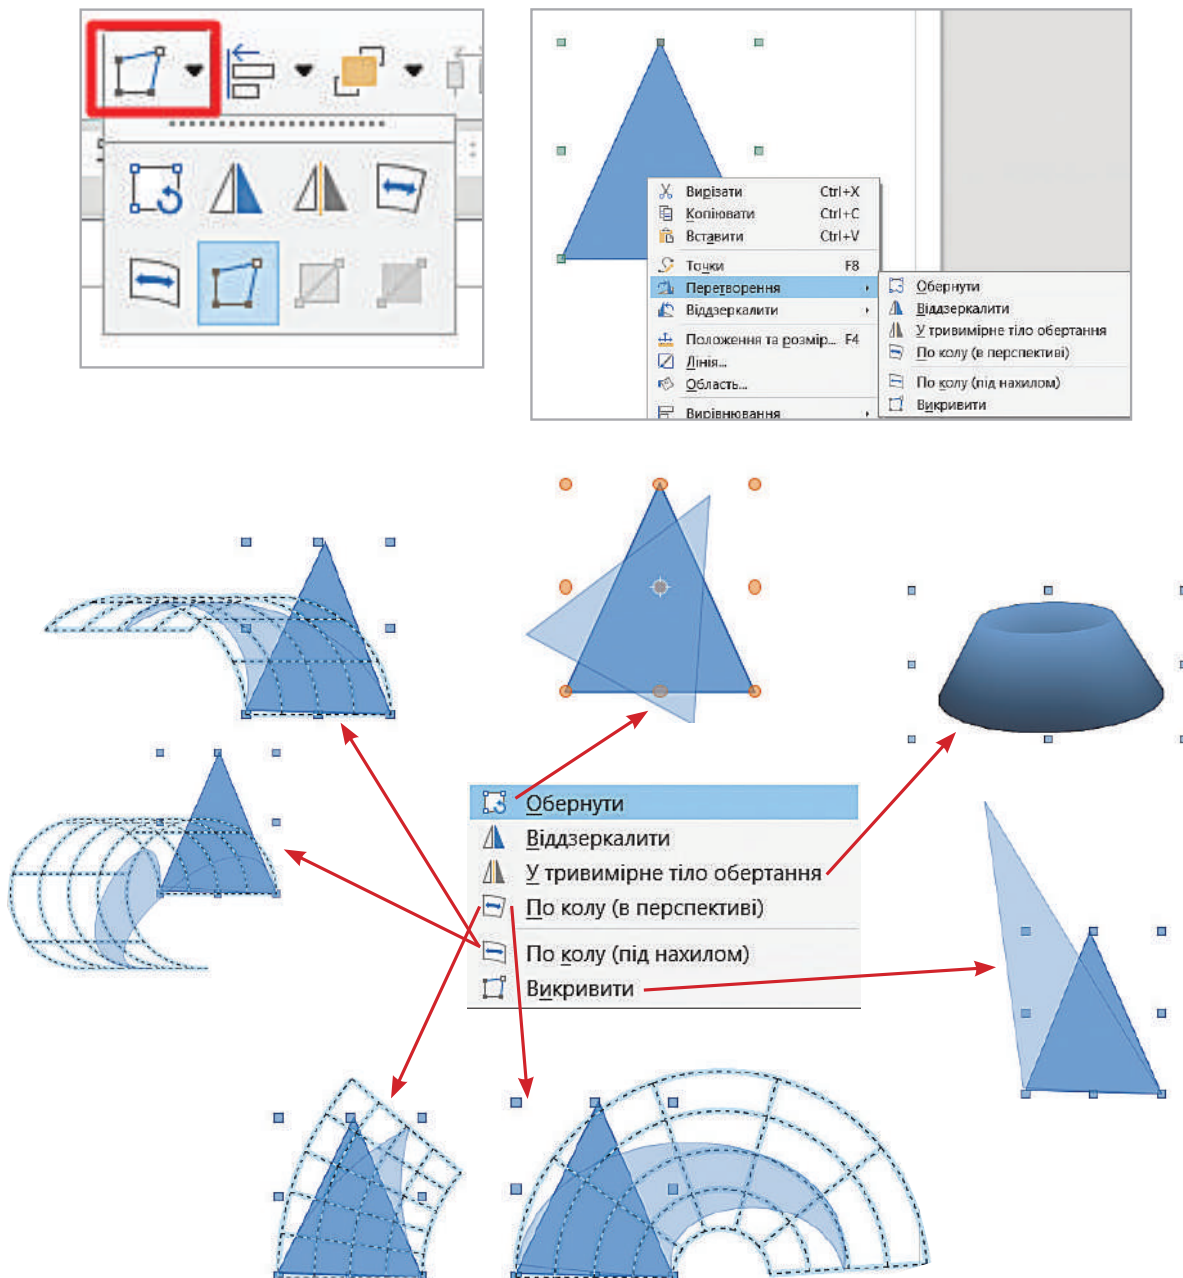 Вирізати Ctrl+X
Копіювати Ctrl+C
Вставити Ctrl+V
Точки F8
Перетворення
Віддзеркалити
Положення та розмір... F4
Лінія...
Область...
Вирівнювання
Обернути
Віддзеркалити
У тривимірне тіло обертання
По колу (в перспективі)
По колу (під нахилом)
Викривити
Обернути
Віддзеркалити
У тривимірне тіло обертання
По колу (в перспективі)
По колу (під нахилом)
Викривити